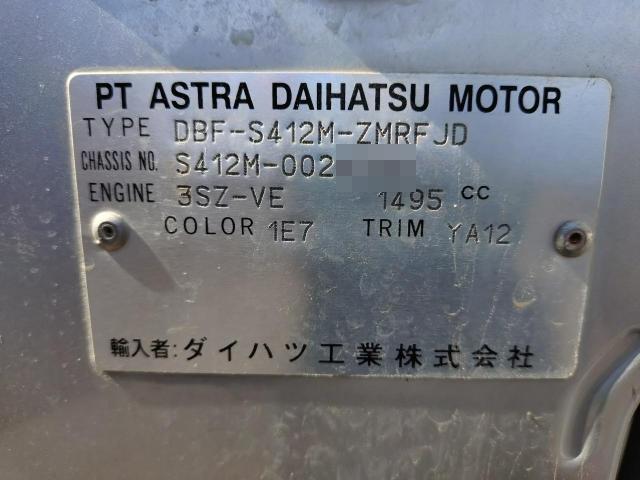 PT ASTRA DAIHATSU MOTOR
TYPE DBF-S412M-ZMRFJD
CHASSIS NO. S412M-002
ENGINE 3SZ-VE 1495 cc
COLOR 1E7 TRIM YA12
輸入者:ダイハツ工業株式会社